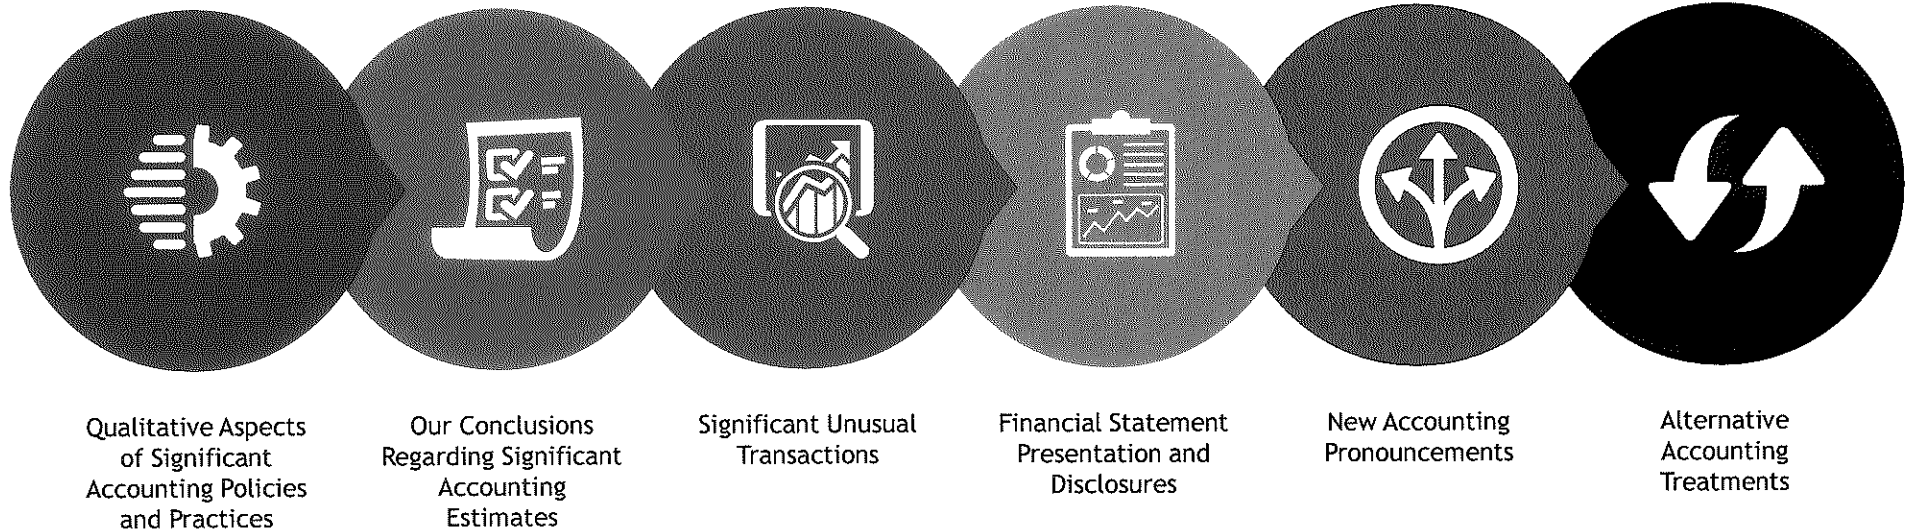 Qualitative Aspects
of Significant
Accounting Policies
and Practices
Our Conclusions
Regarding Significant
Accounting
Estimates
Significant Unusual
Transactions
Financial Statement
Presentation and
Disclosures
New Accounting
Pronouncements
Alternative
Accounting
Treatments